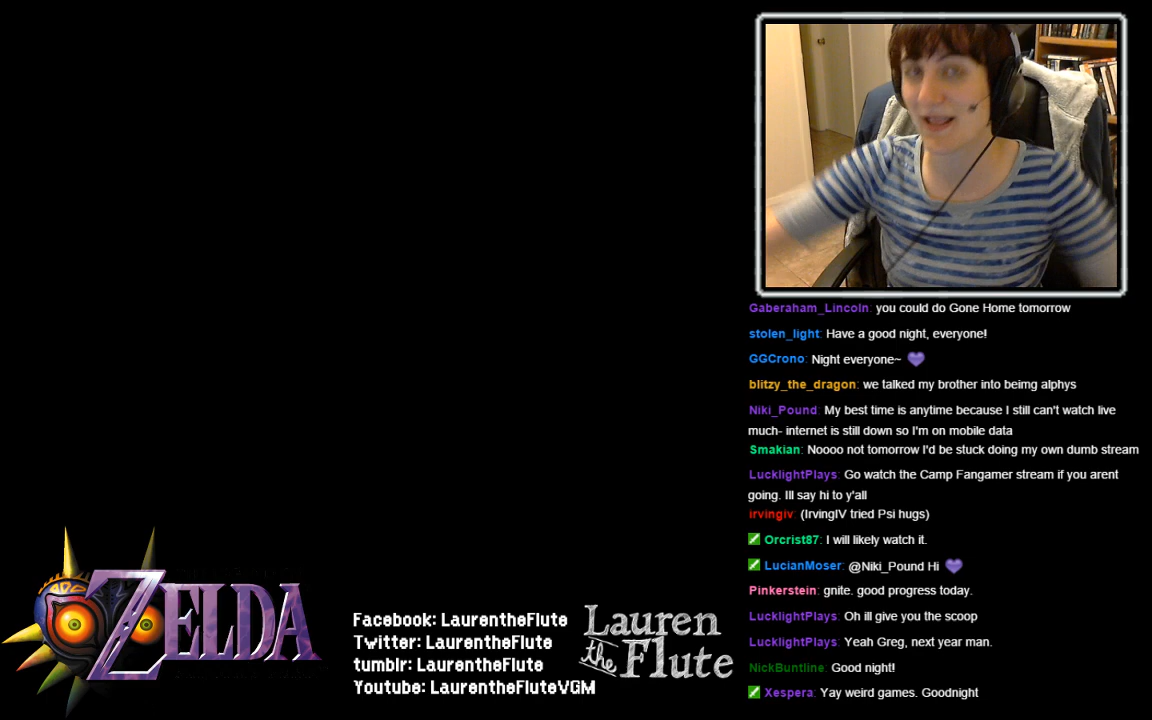 Gaberaham_Lincoln: you could do Gone Home tomorrow
stolen_light: Have a good night, everyone!
GGCrono: Night everyone~
blitzy_the_dragon: we talked my brother into beimg alphys
Niki_Pound: My best time is anytime because I still can't watch live
much- internet is still down so I'm on mobile data
Smakian: Noooo not tomorrow I'd be stuck doing my own dumb stream
LucklightPlays: Go watch the Camp Fangamer stream if you arent
going. Ill say hi to y'all
irvingiv: (IrvingIV tried Psi hugs)
Orcrist87: I will likely watch it.
LucianMoser: @Niki_Pound Hi
Pinkerstein: gnite. good progress today.
LucklightPlays: Oh ill give you the scoop
LucklightPlays: Yeah Greg, next year man.
NickBuntline: Good night!
Xespera: Yay weird games. Goodnight
ZELDA
Facebook: LaurentheFlute
Twitter: LaurentheFlute
tumblr: LaurentheFlute
Youtube: LaurentheFluteVGM
Lauren
the Flute